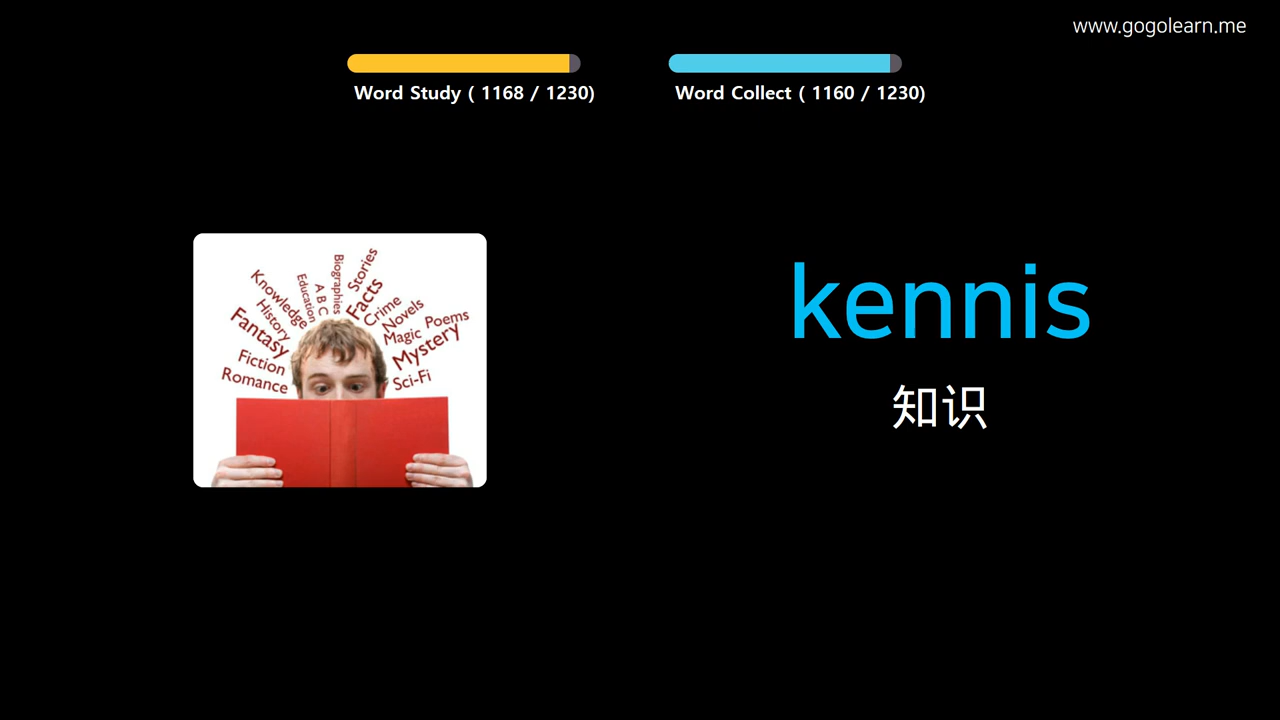 www.gogolearn.me
Word Study ( 1168 / 1230)
Word Collect ( 1160 / 1230)
Stories
Biographies
Facts
A B C
Education
Knowledge
Crime
History
Novels
Fantasy
Poems
Magic
Mystery
Fiction
Romance
Sci-Fi
kennis
知识